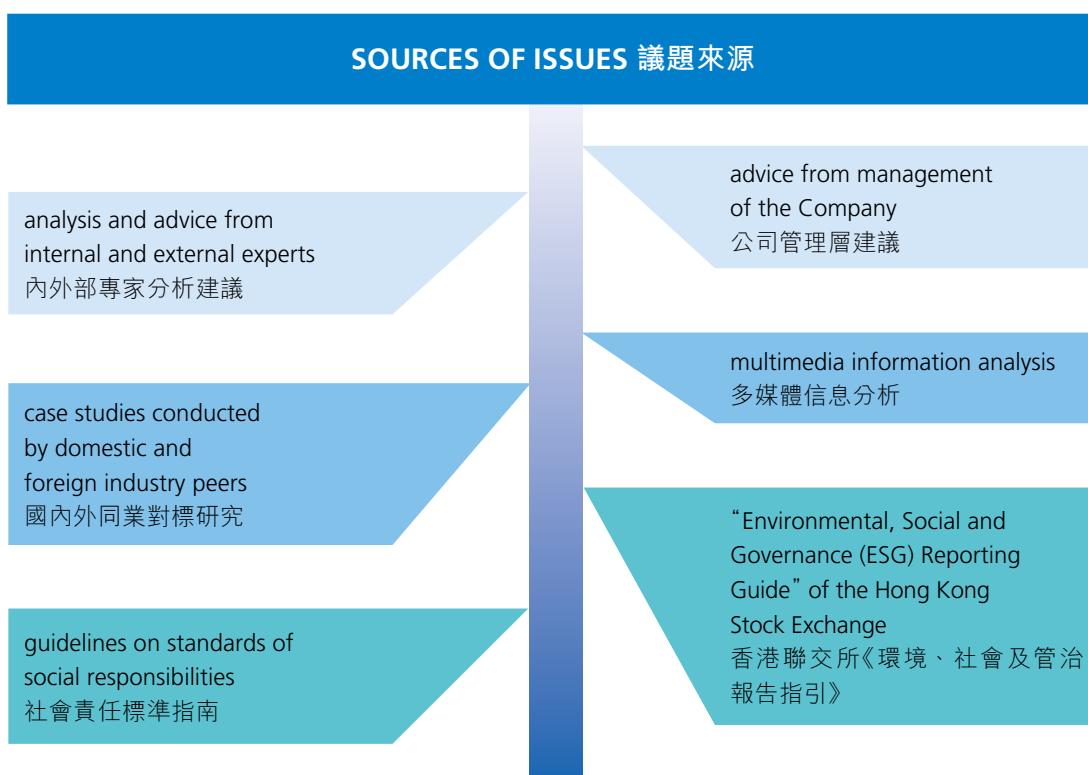 SOURCES OF ISSUES 議題來源
analysis and advice from
internal and external experts
內外部專家分析建議
case studies conducted
by domestic and
foreign industry peers
國內外同業對標研究
guidelines on standards of
social responsibilities
社會責任標準指南
advice from management
of the Company
公司管理層建議
multimedia information analysis
多媒體信息分析
“Environmental, Social and
Governance (ESG) Reporting
Guide” of the Hong Kong
Stock Exchange
香港聯交所《環境、社會及管治
報告指引》